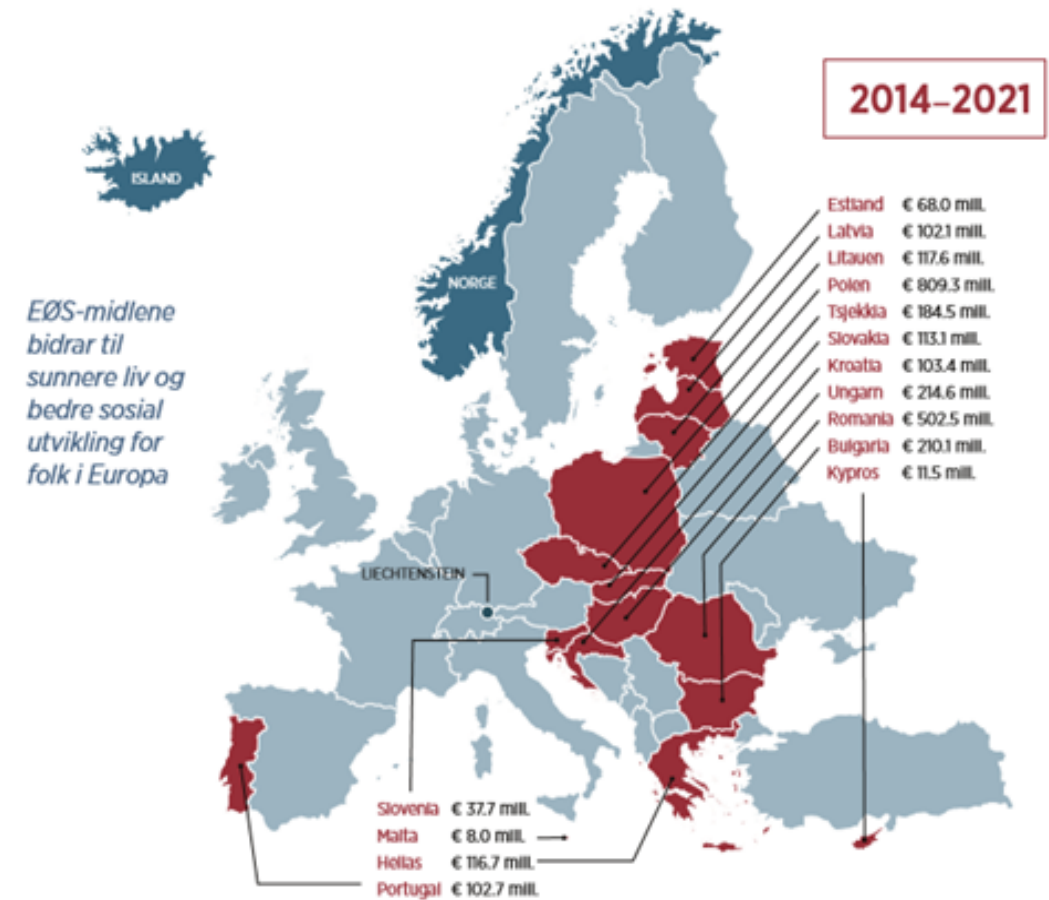 2014–2021
ISLAND
NORGE
EØS-midlene
bidrar til
sunnere liv og
bedre sosial
utvikling for
folk i Europa
Estland € 68.0 mill.
Latvia € 102.1 mill.
Litauen € 117.6 mill.
Polen € 809.3 mill.
Tsjekkia € 184.5 mill.
Slovakia € 113.1 mill.
Kroatia € 103.4 mill.
Ungarn € 214.6 mill.
Romania € 502.5 mill.
Bulgaria € 210.1 mill.
Kypros € 11.5 mill.
LIECHTENSTEIN
Slovenia € 37.7 mill.
Malta € 8.0 mill.
Hellas € 116.7 mill.
Portugal € 102.7 mill.